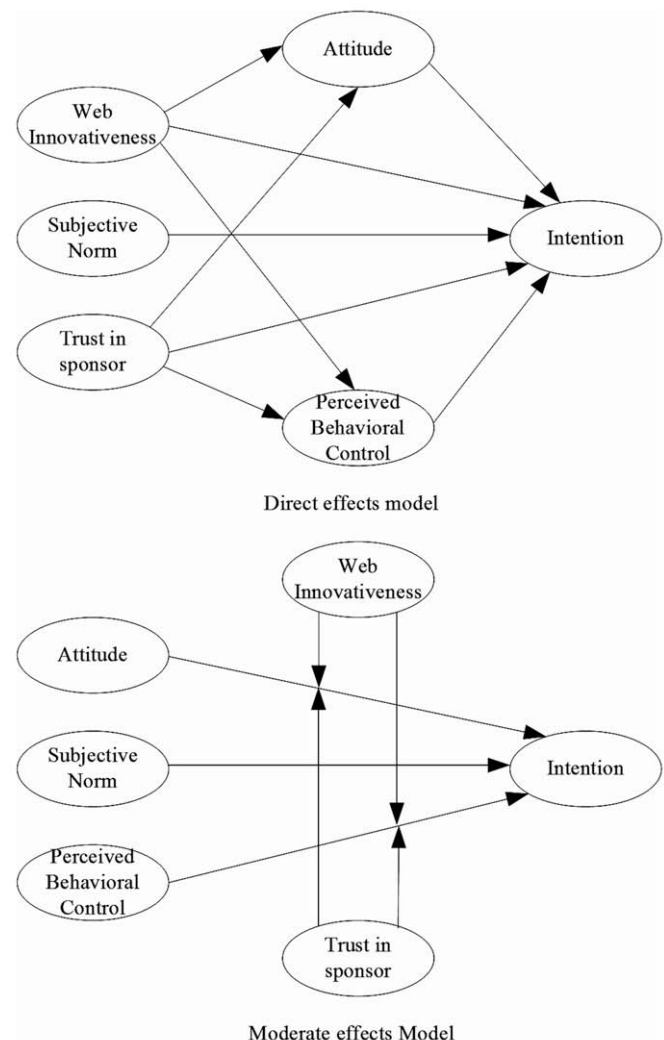 Attitude
Web
Innovativeness
Subjective
Norm
Intention
Trust in
sponsor
Perceived
Behavioral
Control
Direct effects model
Web
Innovativeness
Attitude
Subjective
Norm
Intention
Perceived
Behavioral
Control
Trust in
sponsor
Moderate effects Model